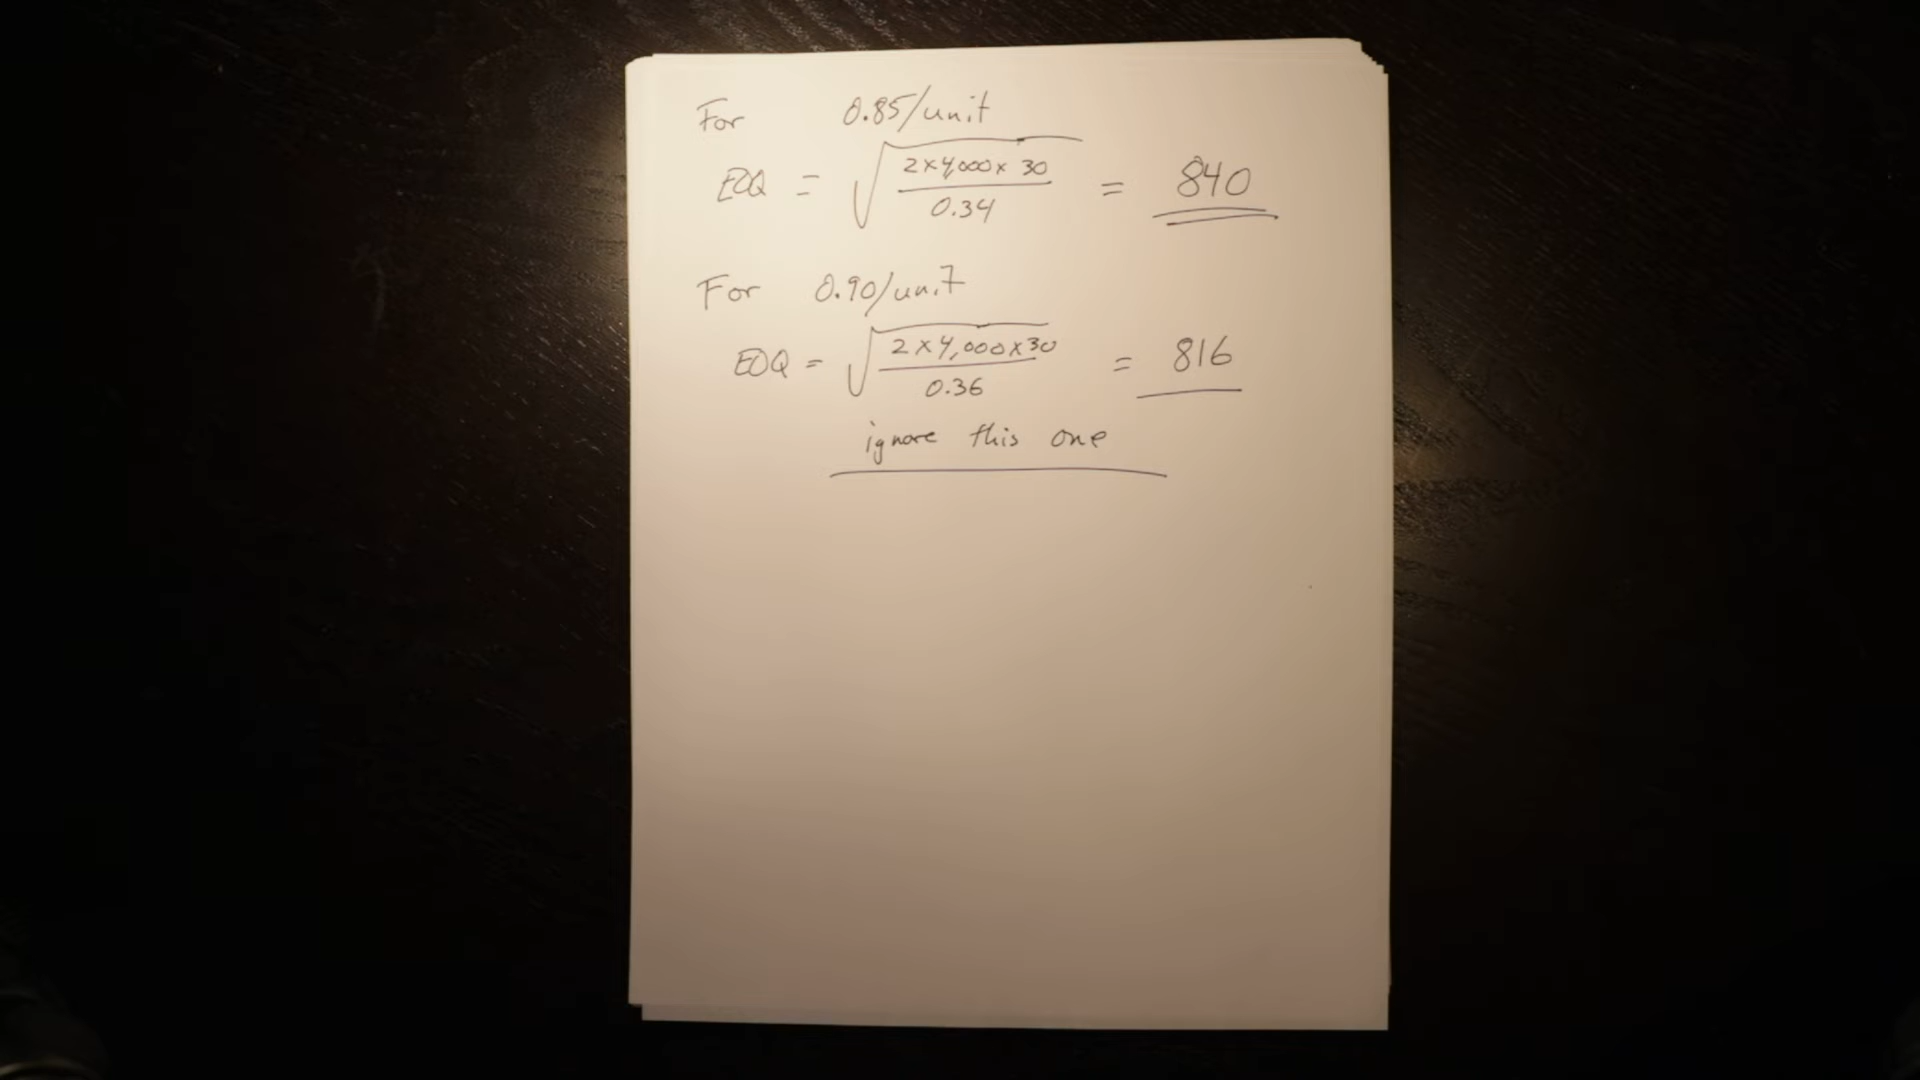 For 0.85/unit
EOQ = √(2×4,000×30 / 0.34) = 840
For 0.90/unit
EOQ = √(2×4,000×30 / 0.36) = 816
ignore this one